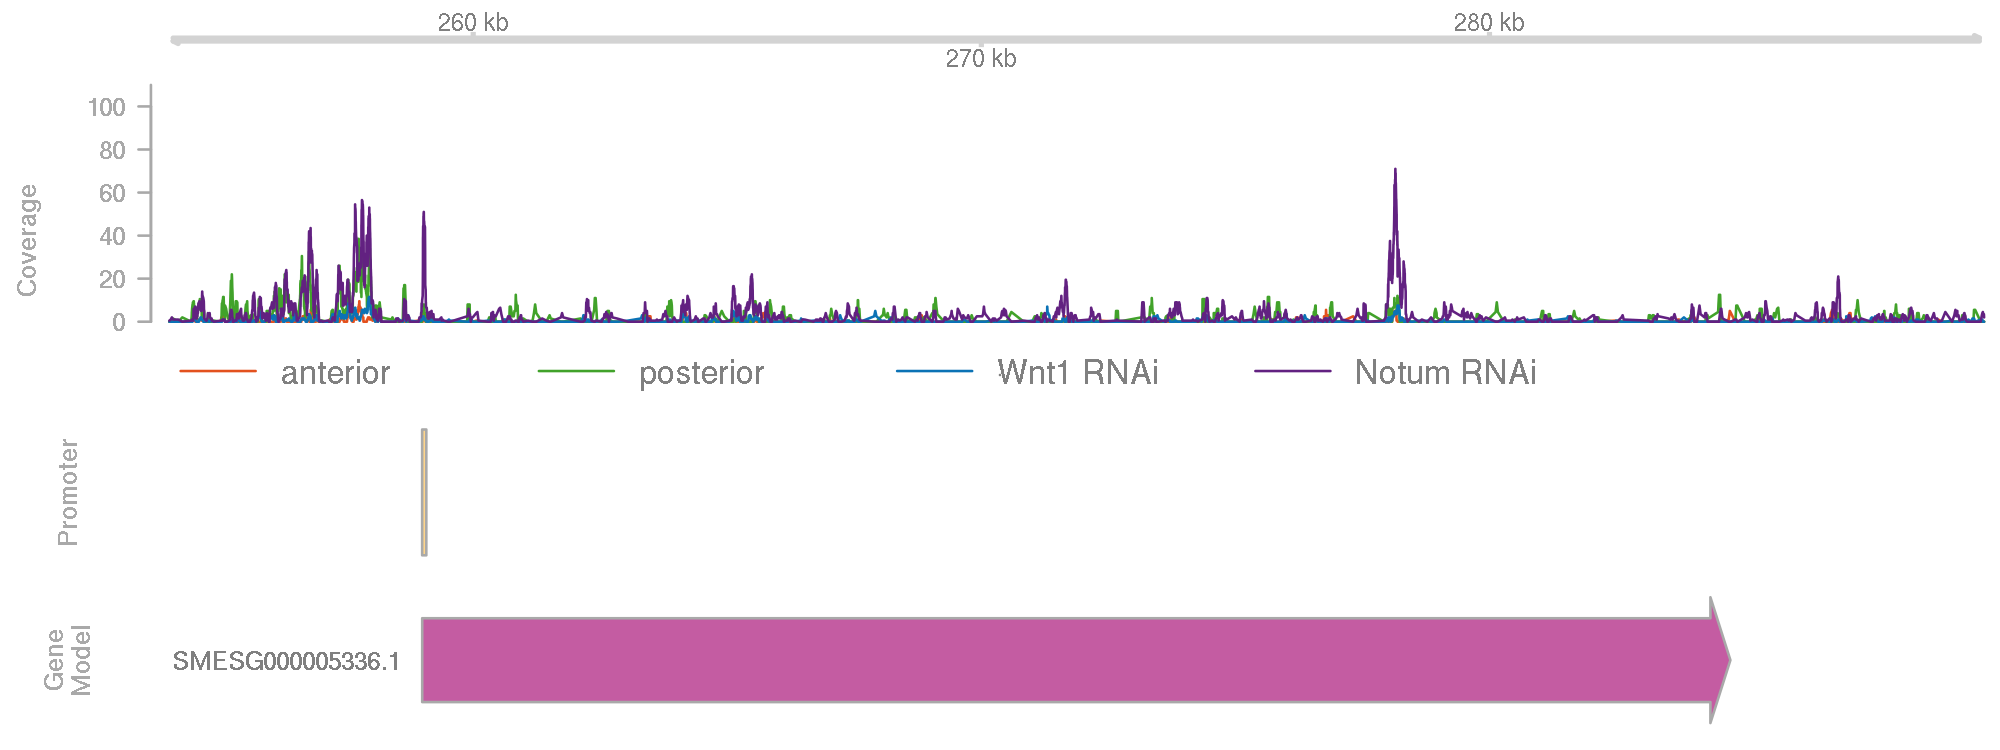 260 kb
280 kb
270 kb
Coverage
100
80
60
40
20
0
anterior
posterior
Wnt1 RNAi
Notum RNAi
Promoter
Gene
Model
SMESG000005336.1